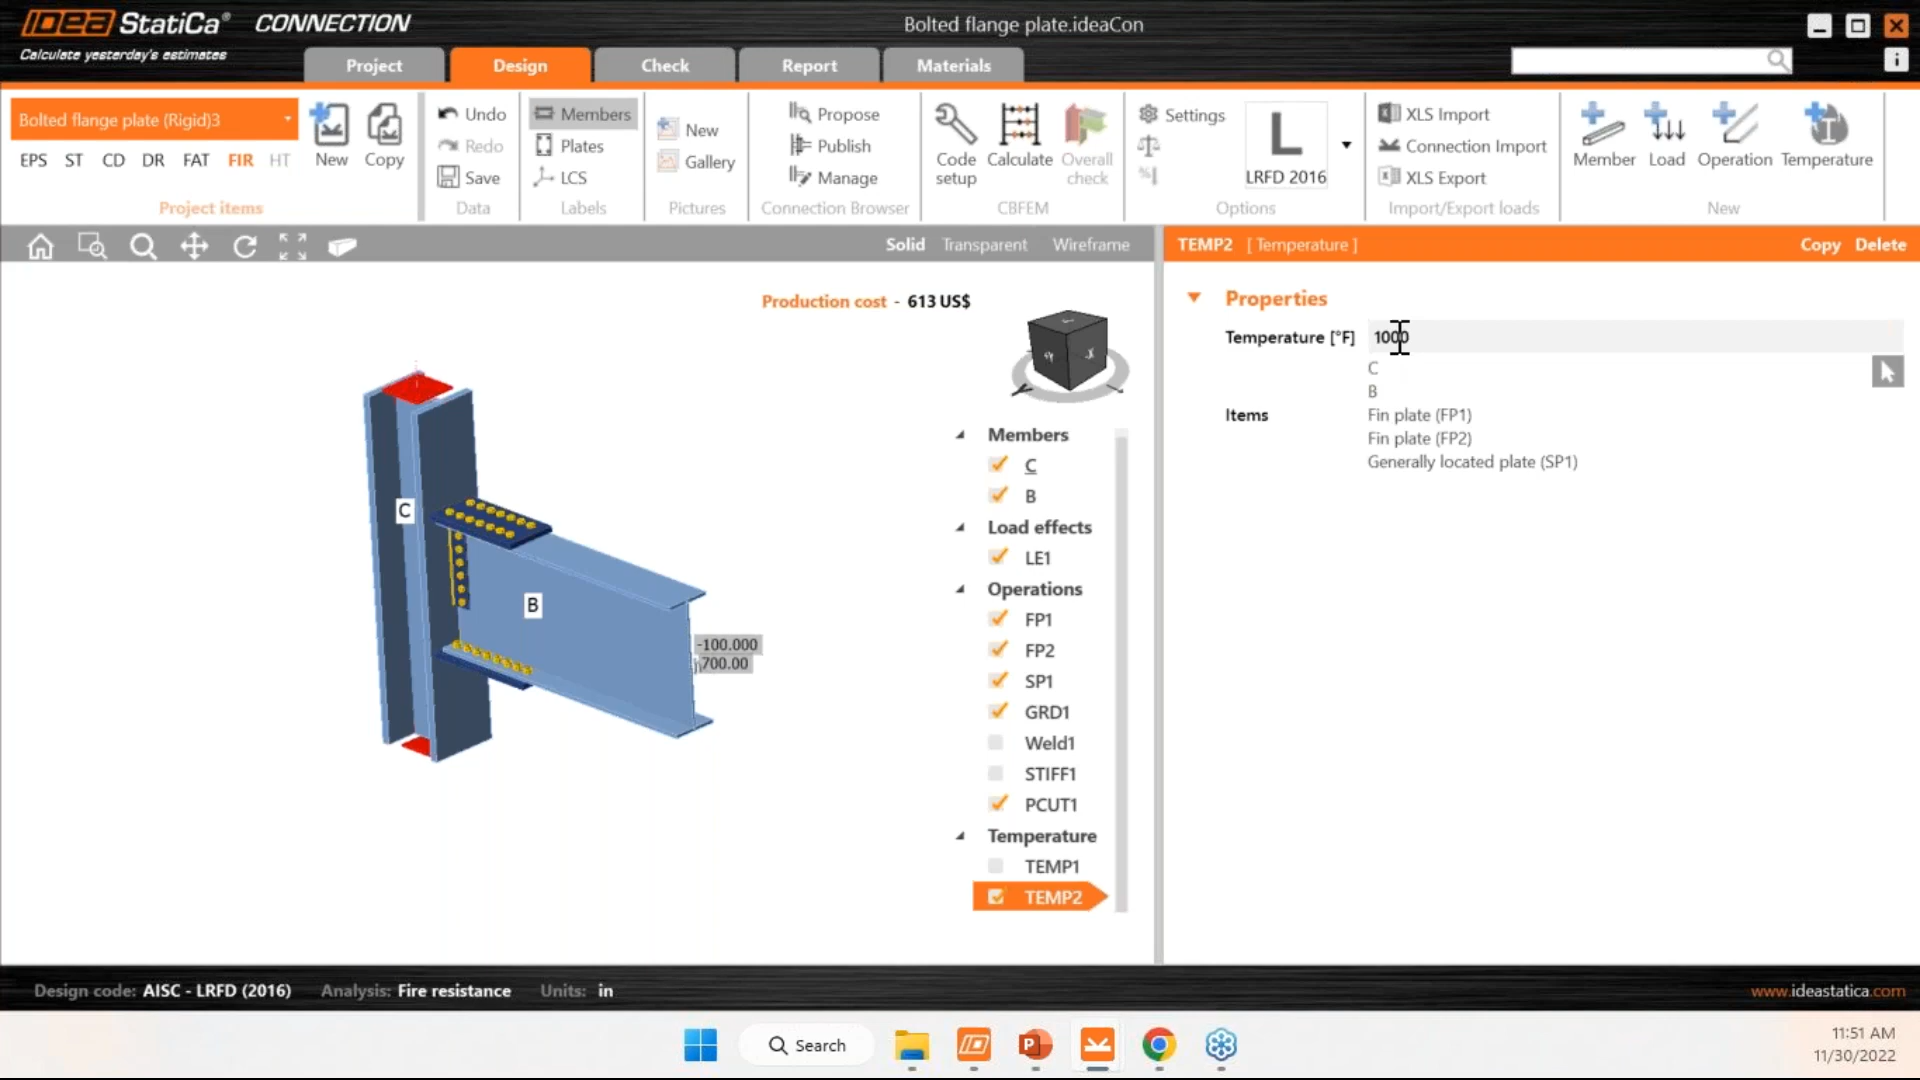 IDEA StatiCa® CONNECTION
Calculate yesterday's estimates
Bolted flange plate.ideaCon
Project Design Check Report Materials
Bolted flange plate (Rigid)3
EPS ST CD DR FAT FIR HT
New Copy
Project items
Undo
Redo
Save
Data
Members
Plates
LCS
Labels
New
Gallery
Pictures
Propose
Publish
Manage
Connection Browser
Code setup
Calculate
Overall check
CBFEM
Settings
L
LRFD 2016
Options
XLS Import
Connection Import
XLS Export
Import/Export loads
Member Load Operation Temperature
New
Solid Transparent Wireframe
TEMP2 [ Temperature ] Copy Delete
Production cost - 613 US$
Properties
Temperature [°F] 1000
C
B
Items
Fin plate (FP1)
Fin plate (FP2)
Generally located plate (SP1)
C
B
-100.000
700.00
Members
C
B
Load effects
LE1
Operations
FP1
FP2
SP1
GRD1
Weld1
STIFF1
PCUT1
Temperature
TEMP1
TEMP2
Design code: AISC - LRFD (2016) Analysis: Fire resistance Units: in
www.ideastatica.com
Search
11:51 AM
11/30/2022